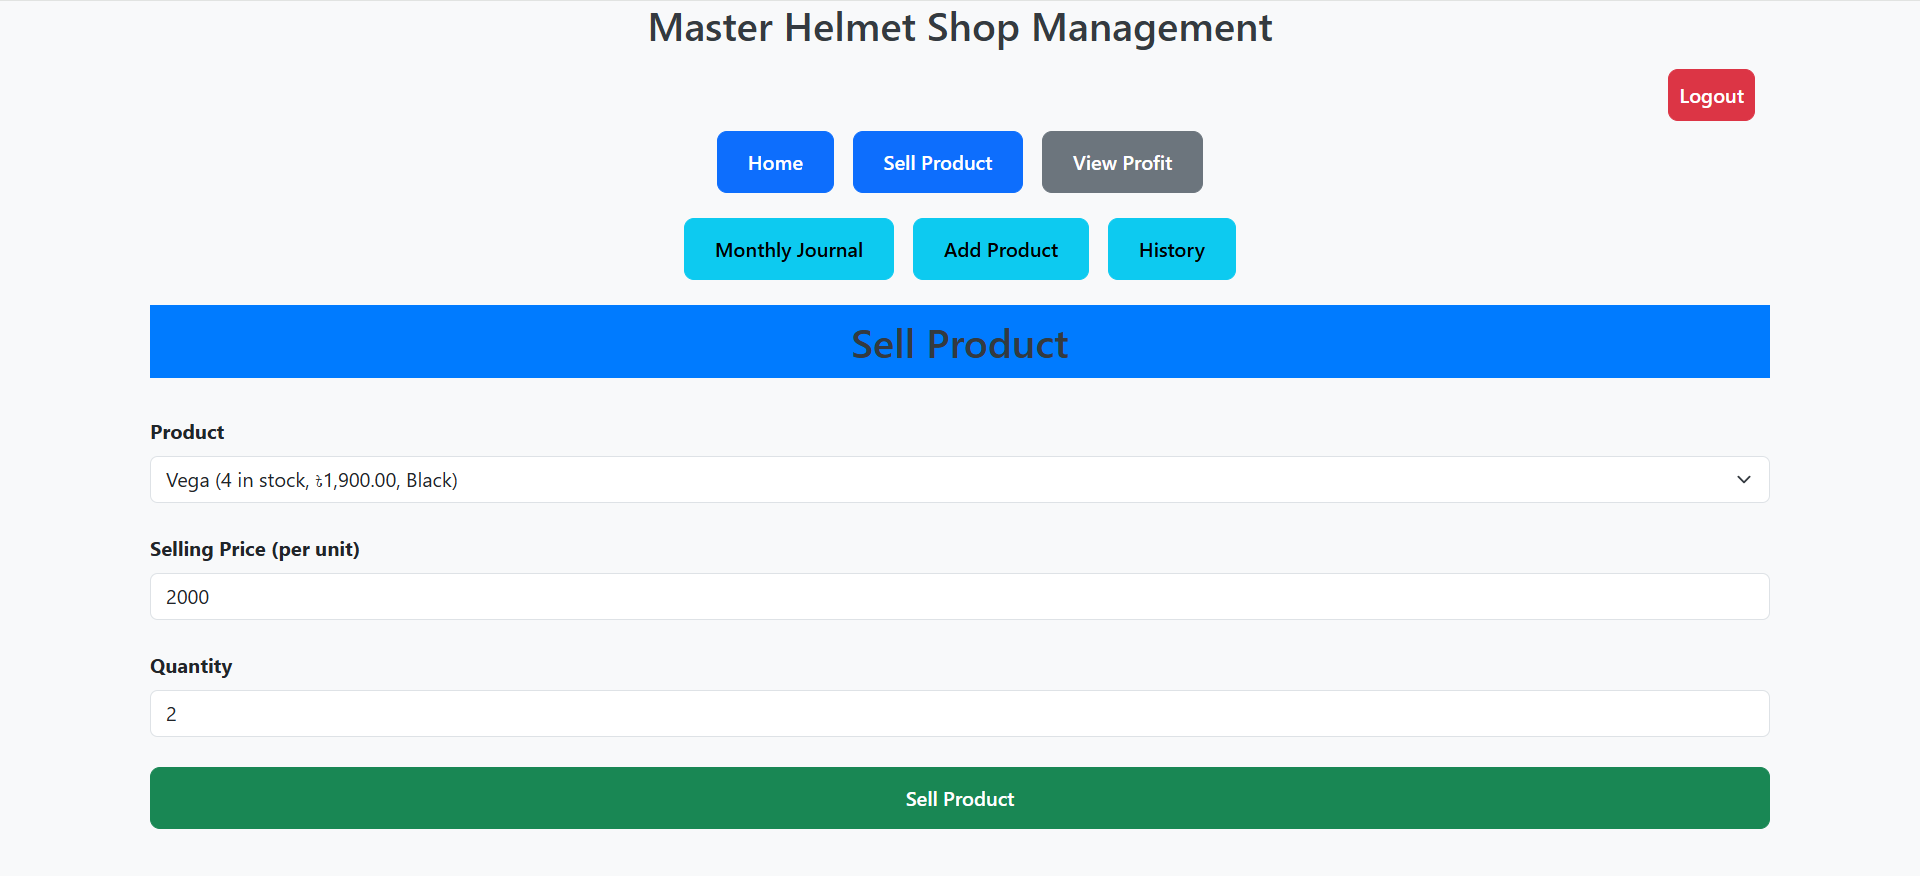 Master Helmet Shop Management
Logout
Home Sell Product View Profit
Monthly Journal Add Product History
Sell Product
Product
Vega (4 in stock, ৳1,900.00, Black)
Selling Price (per unit)
2000
Quantity
2
Sell Product